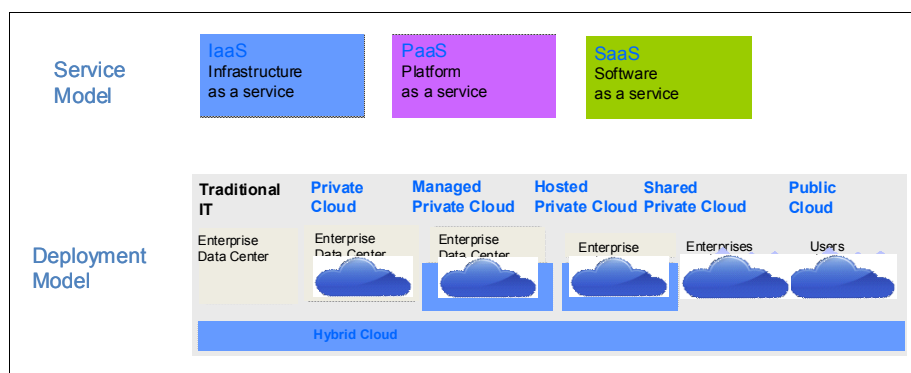 Service
Model
IaaS
Infrastructure
as a service
PaaS
Platform
as a service
SaaS
Software
as a service
Deployment
Model
Traditional
IT
Private
Cloud
Managed
Private Cloud
Hosted
Private Cloud
Shared
Private Cloud
Public
Cloud
Enterprise
Data Center
Enterprise
Data Center
Enterprise
Data Center
Enterprise
Enterprises
Users
Hybrid Cloud